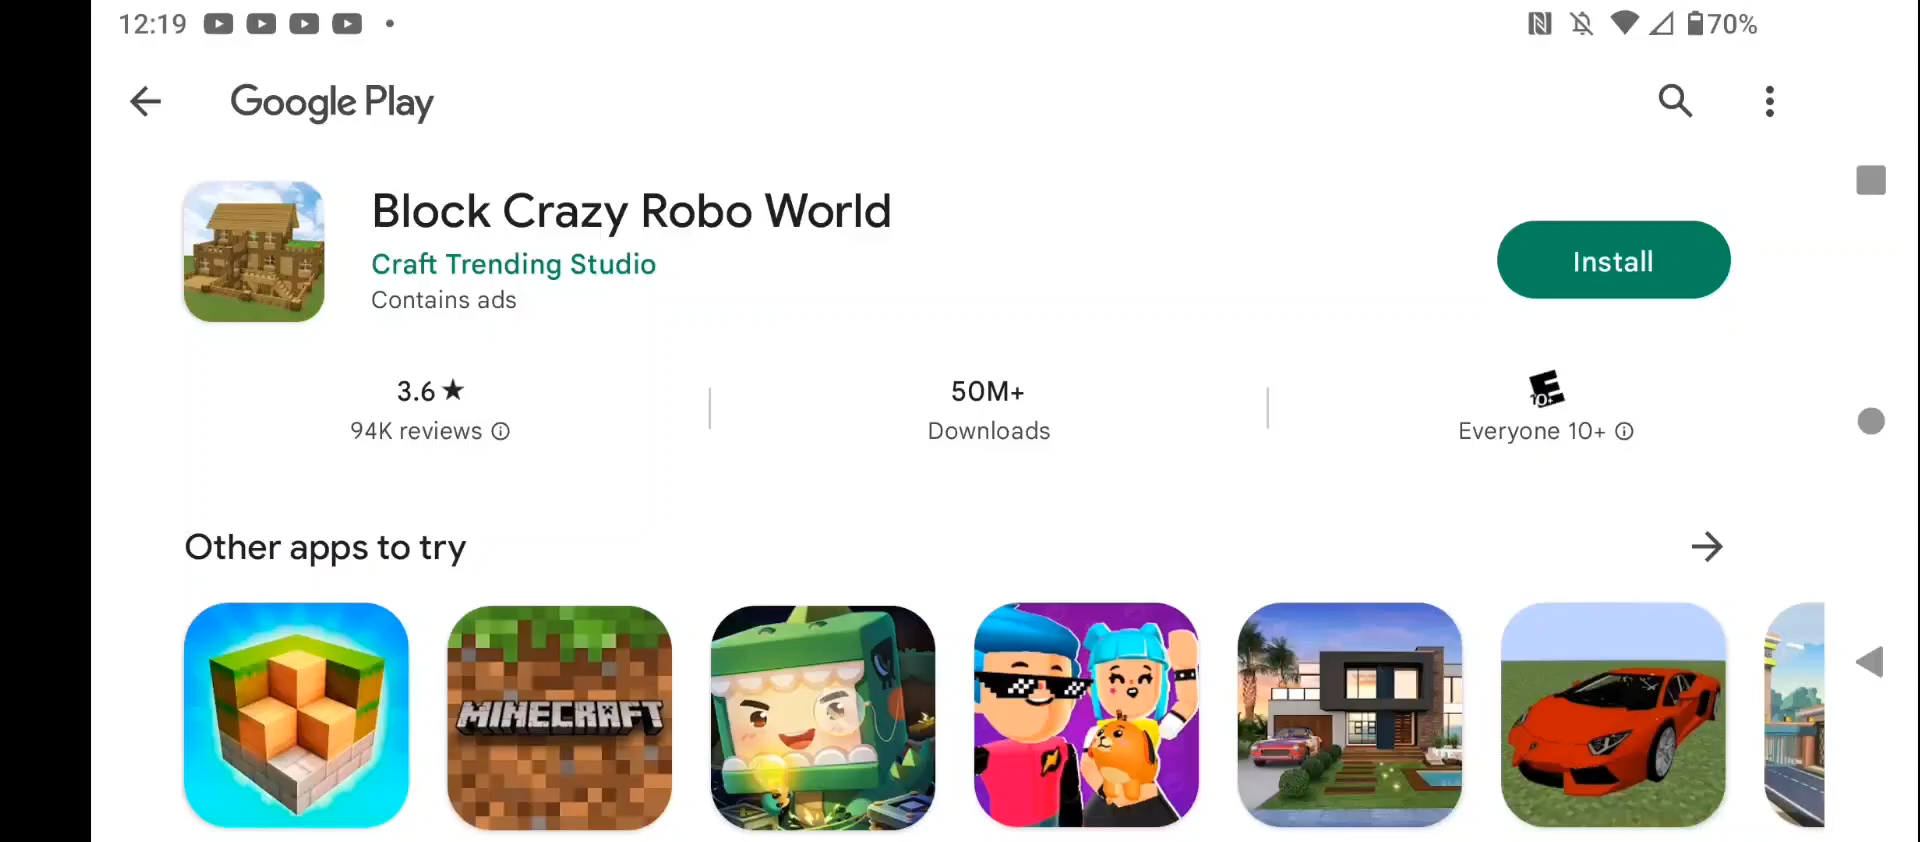 12:19
70%
Google Play
Block Crazy Robo World
Craft Trending Studio
Contains ads
Install
3.6 ★
94K reviews
50M+
Downloads
E
10+
Everyone 10+
Other apps to try
MINECRAFT